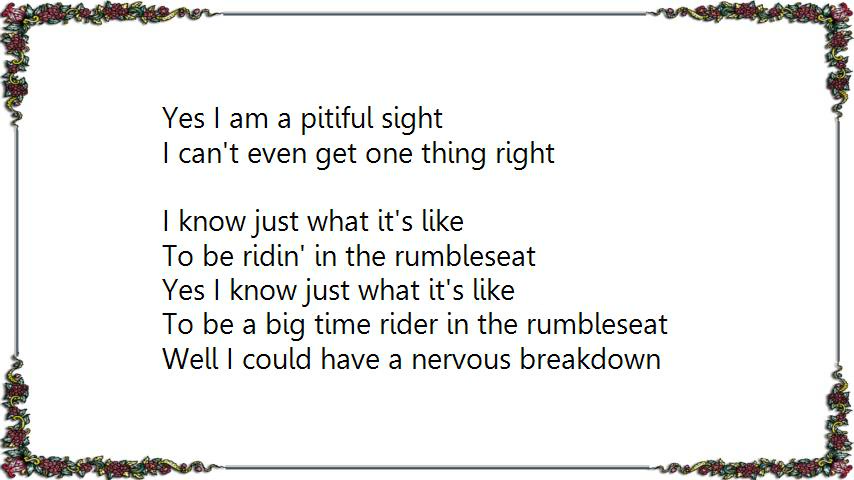 Yes I am a pitiful sight
I can't even get one thing right
I know just what it's like
To be ridin' in the rumbleseat
Yes I know just what it's like
To be a big time rider in the rumbleseat
Well I could have a nervous breakdown